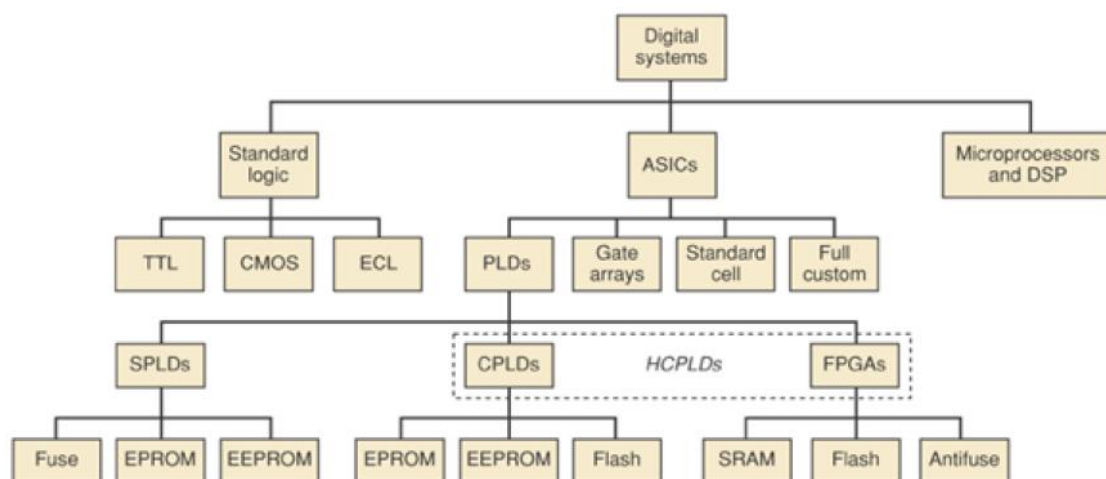 Digital
systems
Standard
logic
ASICs
Microprocessors
and DSP
TTL
CMOS
ECL
PLDs
Gate
arrays
Standard
cell
Full
custom
SPLDs
CPLDs
HCPLDs
FPGAs
Fuse
EPROM
EEPROM
EPROM
EEPROM
Flash
SRAM
Flash
Antifuse